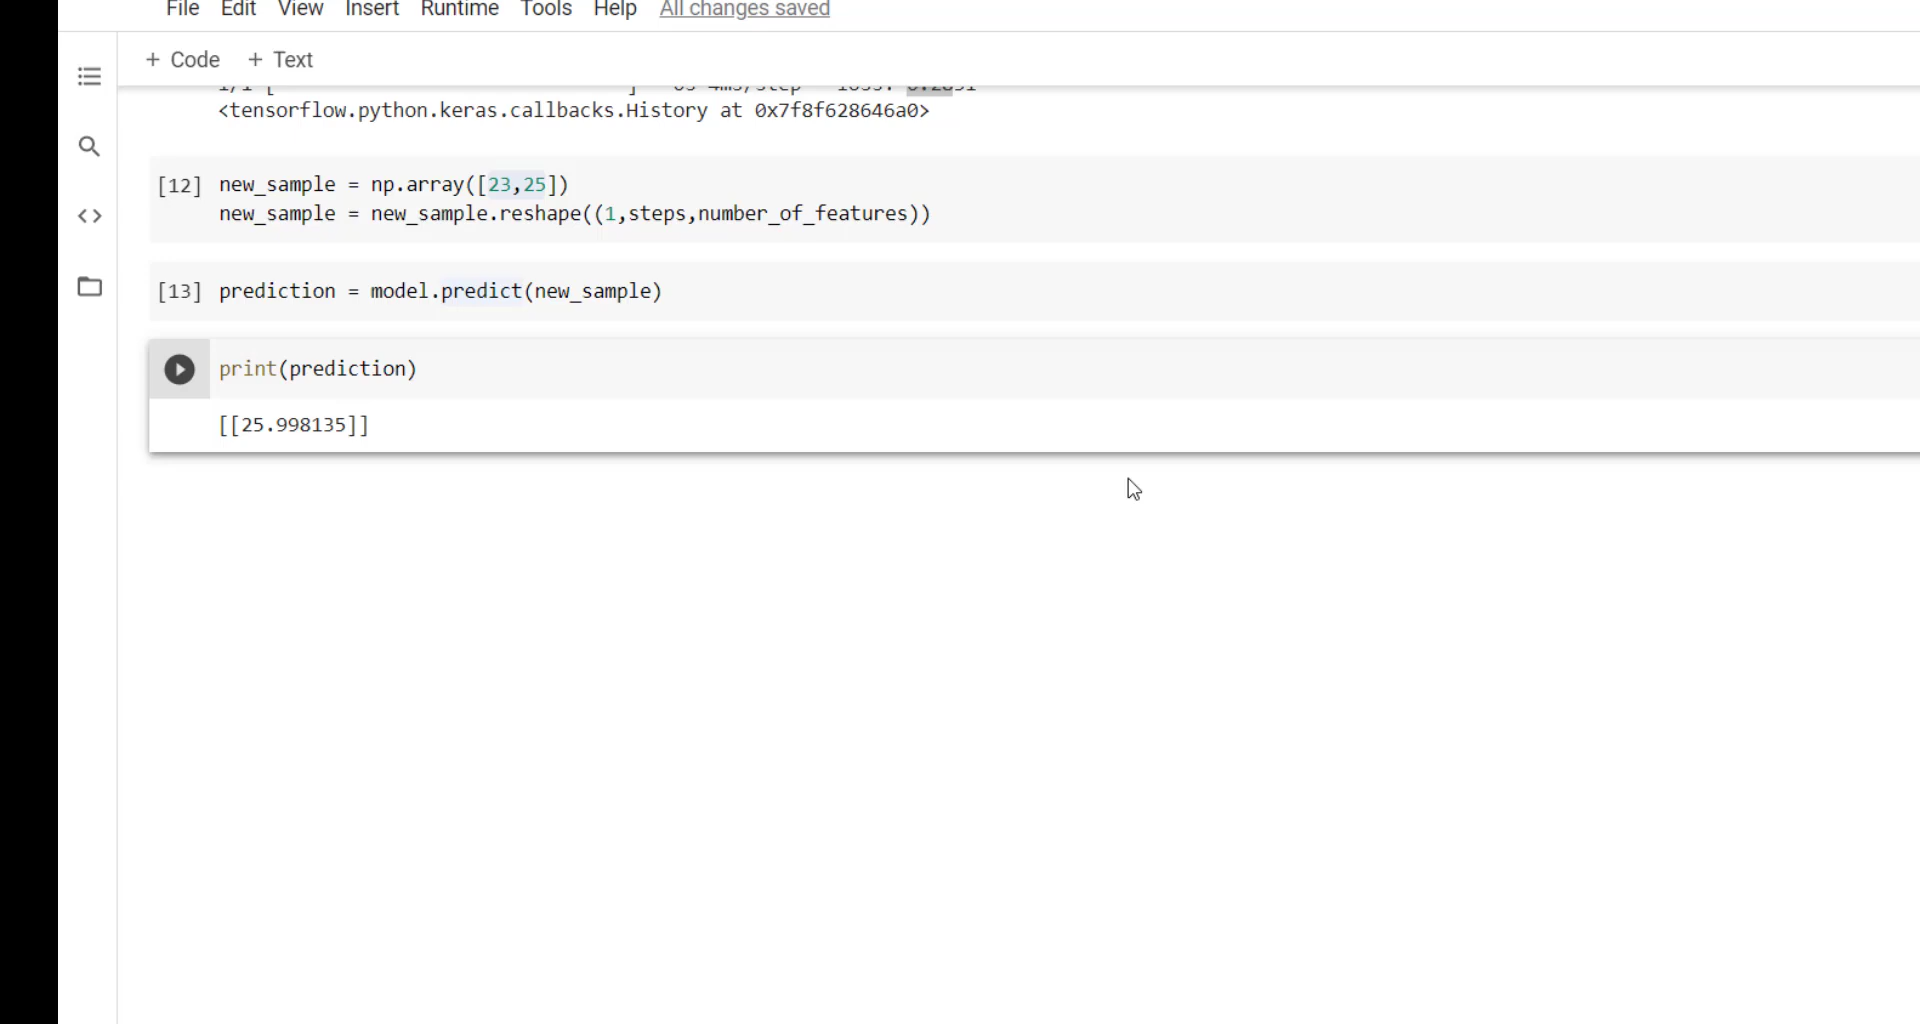 File Edit View Insert Runtime Tools Help All changes saved
+ Code + Text
<tensorflow.python.keras.callbacks.History at 0x7f8f628646a0>
[12] new_sample = np.array([23,25])
new_sample = new_sample.reshape((1,steps,number_of_features))
[13] prediction = model.predict(new_sample)
print(prediction)
[[25.998135]]